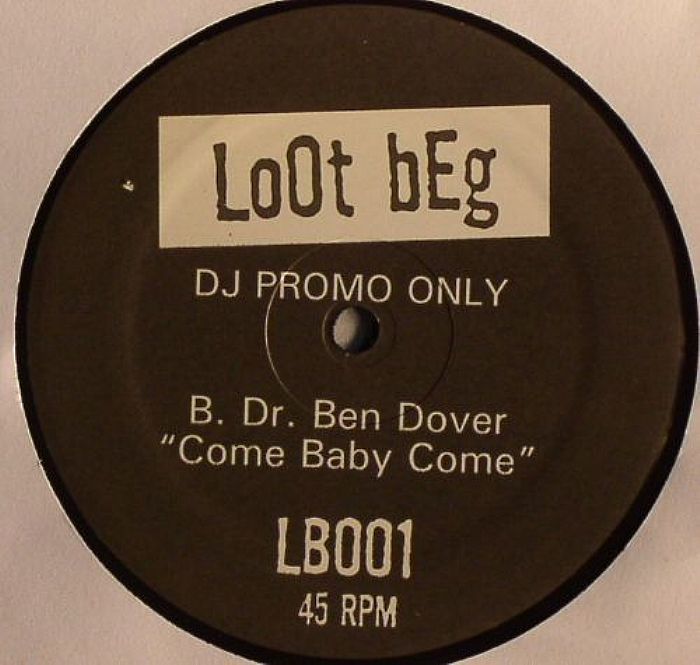 LoOt bEg
DJ PROMO ONLY
B. Dr. Ben Dover
"Come Baby Come"
LB001
45 RPM